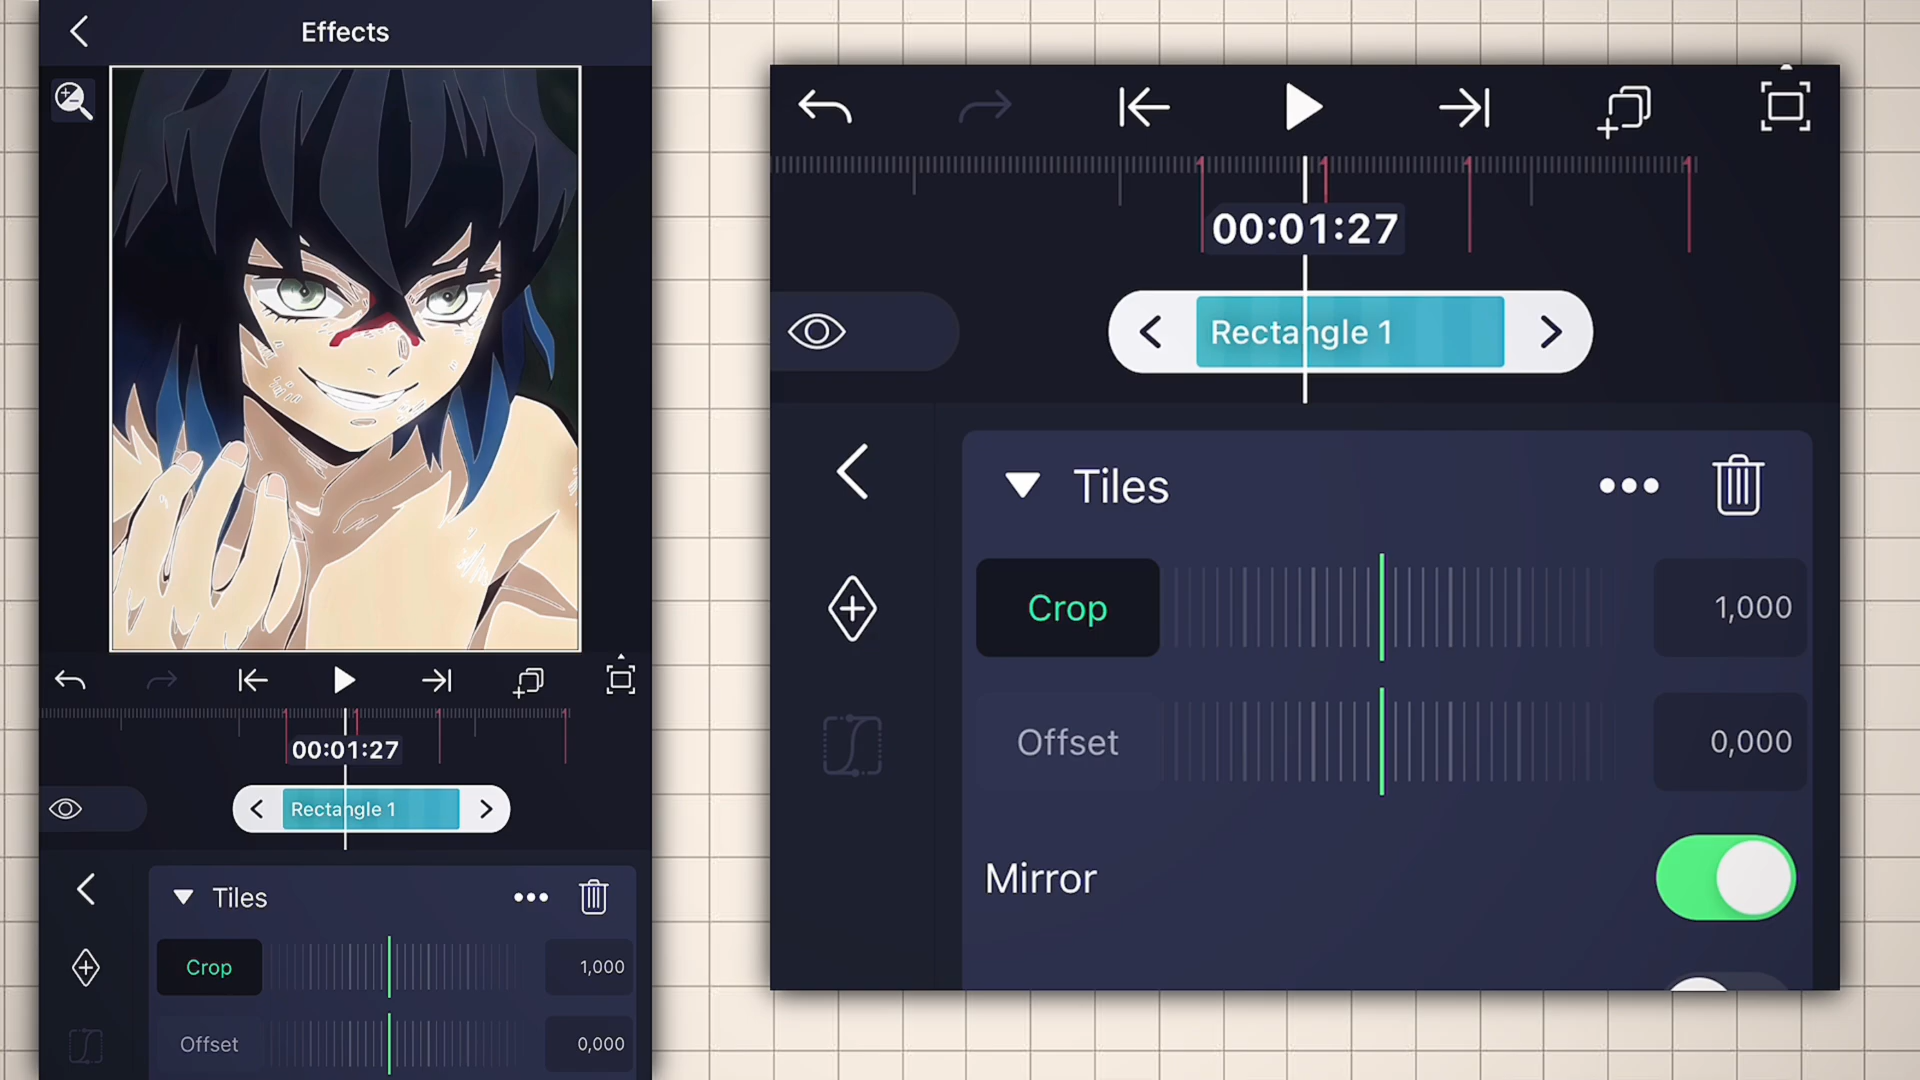 Effects
00:01:27
Rectangle 1
Tiles
Crop
1,000
Offset
0,000
00:01:27
Rectangle 1
Tiles
Crop
1,000
Offset
0,000
Mirror